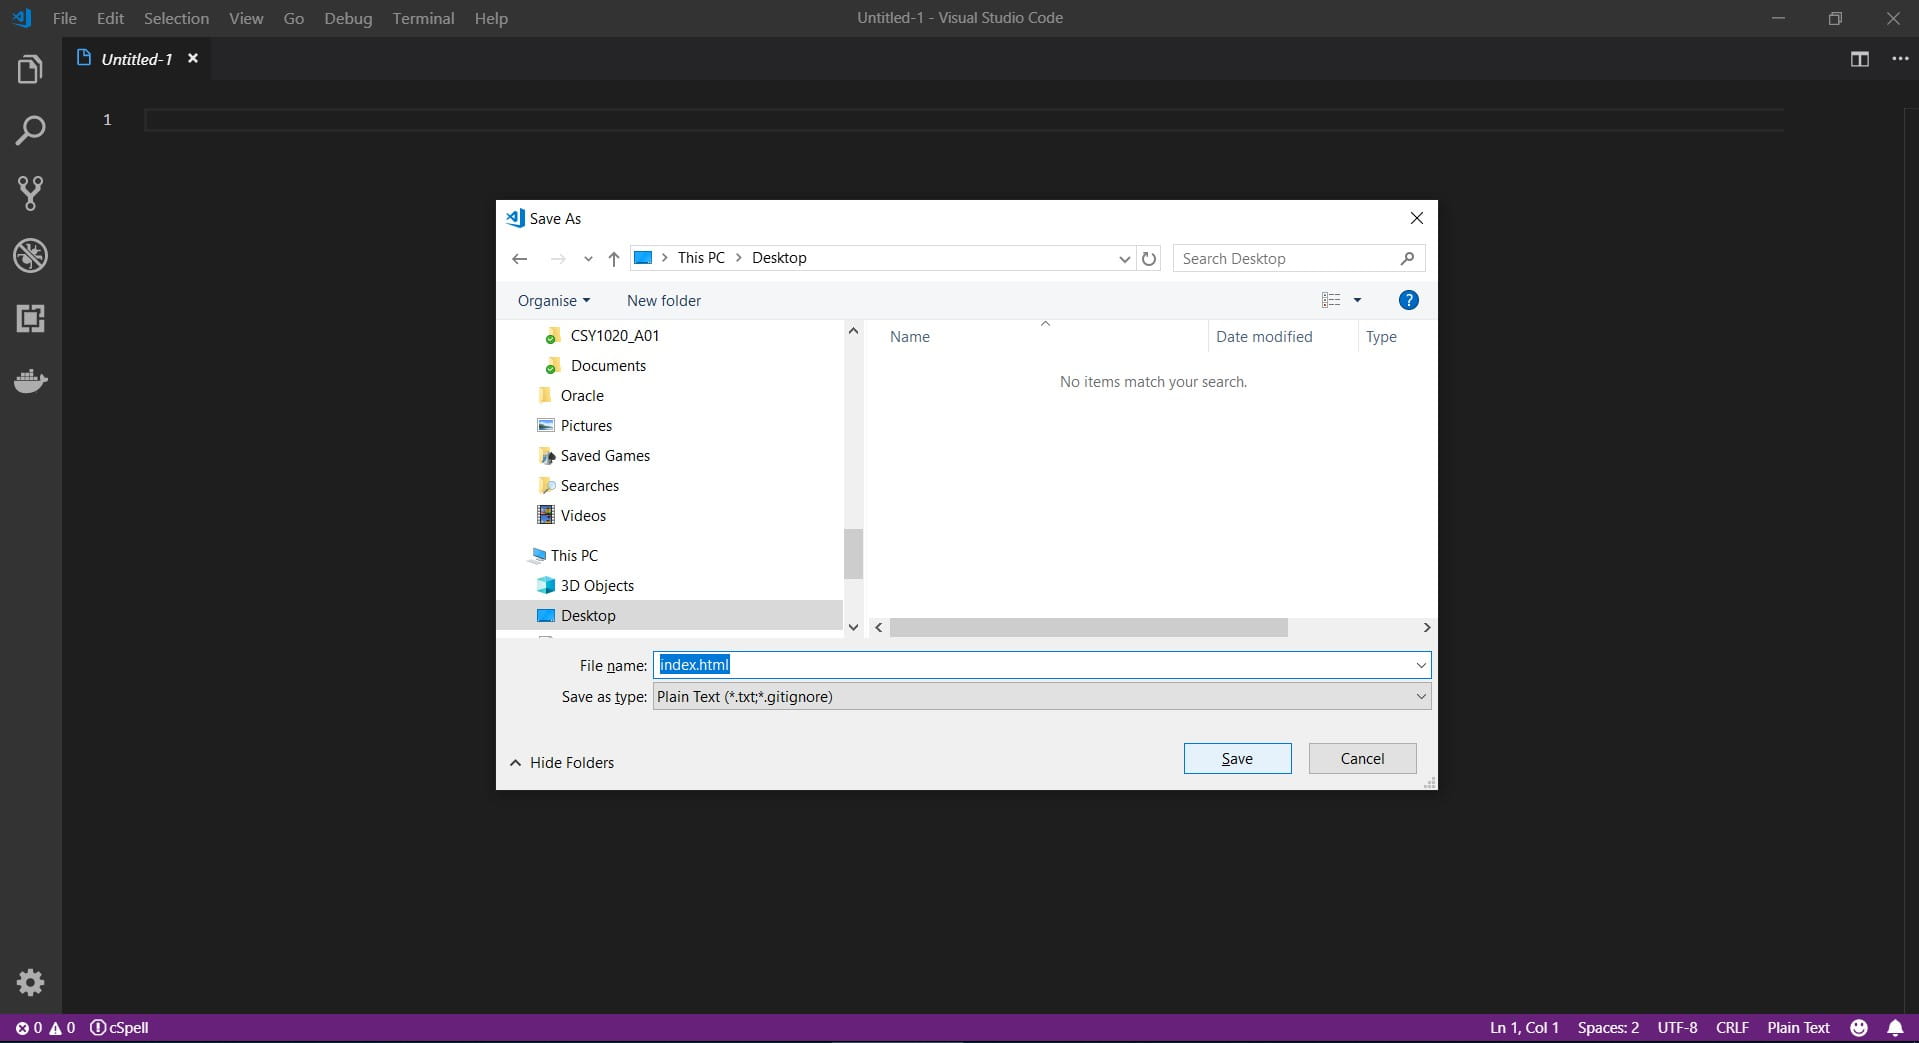 File Edit Selection View Go Debug Terminal Help
Untitled-1 - Visual Studio Code
Untitled-1
1
Save As
This PC > Desktop
Search Desktop
Organise
New folder
CSY1020_A01
Documents
Oracle
Pictures
Saved Games
Searches
Videos
This PC
3D Objects
Desktop
Name Date modified Type
No items match your search.
File name: index.html
Save as type: Plain Text (*.txt;*.gitignore)
Hide Folders
Save
Cancel
0 0 cSpell
Ln 1, Col 1 Spaces: 2 UTF-8 CRLF Plain Text